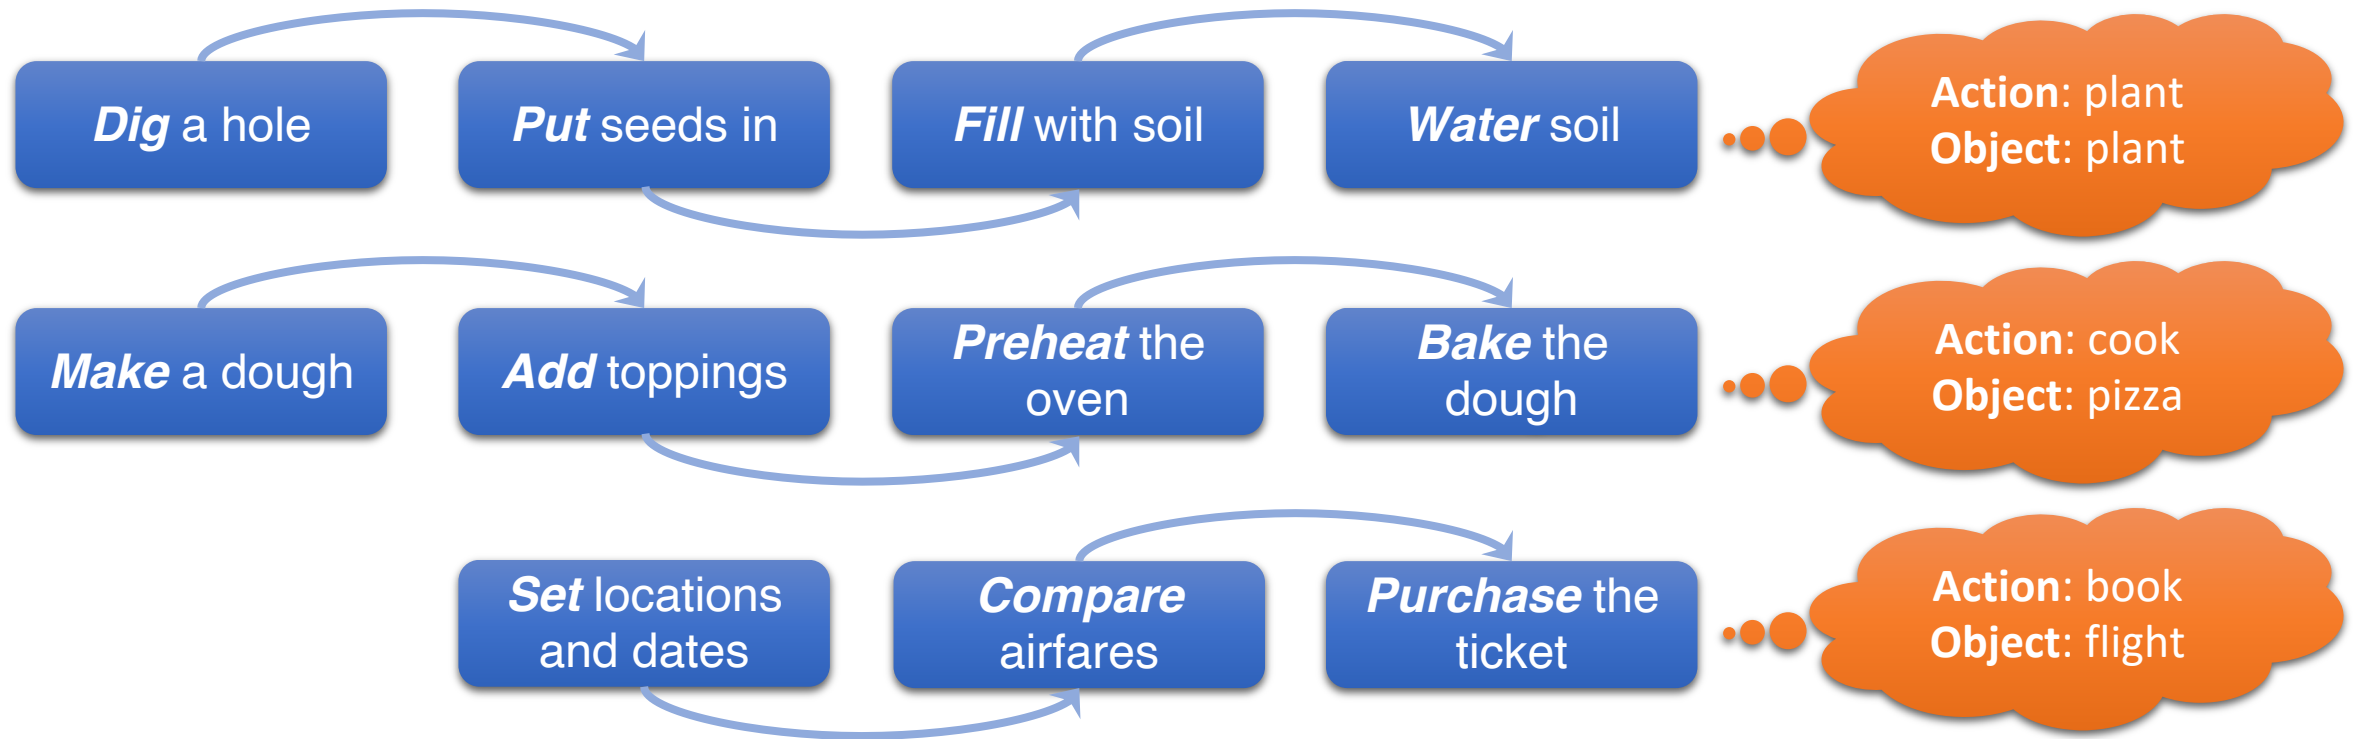 Dig a hole
Put seeds in
Fill with soil
Water soil
Action: plant
Object: plant
Make a dough
Add toppings
Preheat the
oven
Bake the
dough
Action: cook
Object: pizza
Set locations
and dates
Compare
airfares
Purchase the
ticket
Action: book
Object: flight